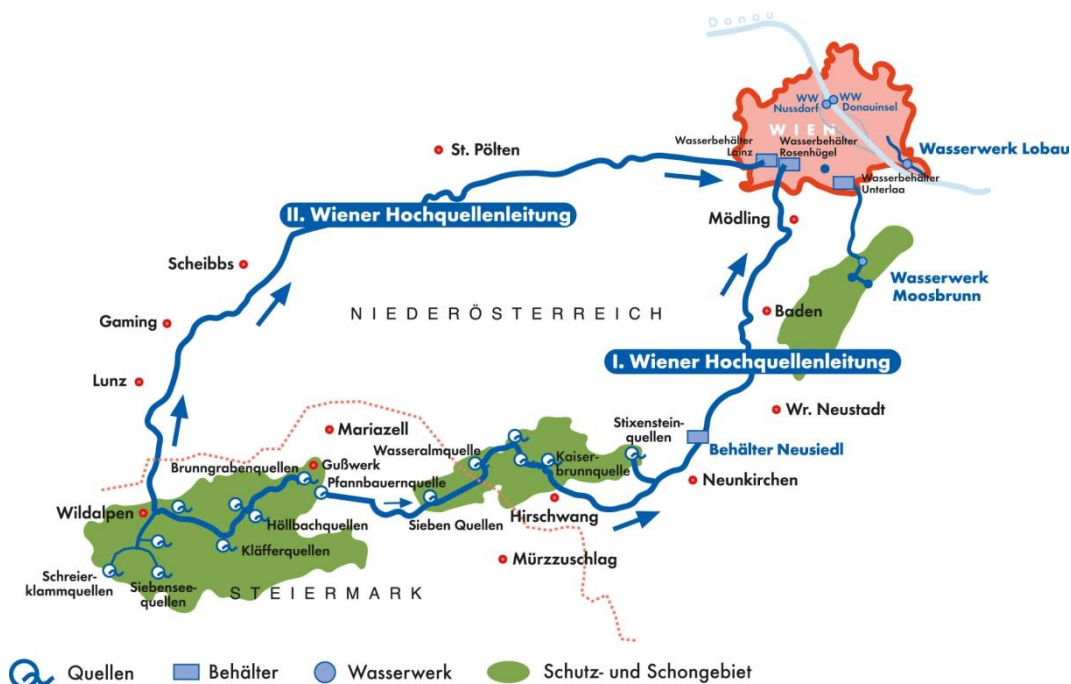 Donau
WW
Nussdorf
WW
Donauinsel
WIEN
Wasserbehälter
Lainz
Wasserbehälter
Rosenhügel
Wasserwerk Lobau
Wasserbehälter
Unterlaa
St. Pölten
II. Wiener Hochquellenleitung
Mödling
Scheibbs
Wasserwerk
Moosbrunn
NIEDERÖSTERREICH
Baden
Gaming
I. Wiener Hochquellenleitung
Lunz
Wr. Neustadt
Stixenstein-
quellen
Mariazell
Wasseralmquelle
Behälter Neusiedl
Kaiser-
brunnquelle
Brunngrabenquellen
Gußwerk
Pfannbauernquelle
Neunkirchen
Sieben Quellen
Hirschwang
Wildalpen
Höllbachquellen
Kläfferquellen
Mürzzuschlag
Schreier-
klammquellen
Siebensee-
quellen
STEIERMARK
Quellen
Behälter
Wasserwerk
Schutz- und Schongebiet